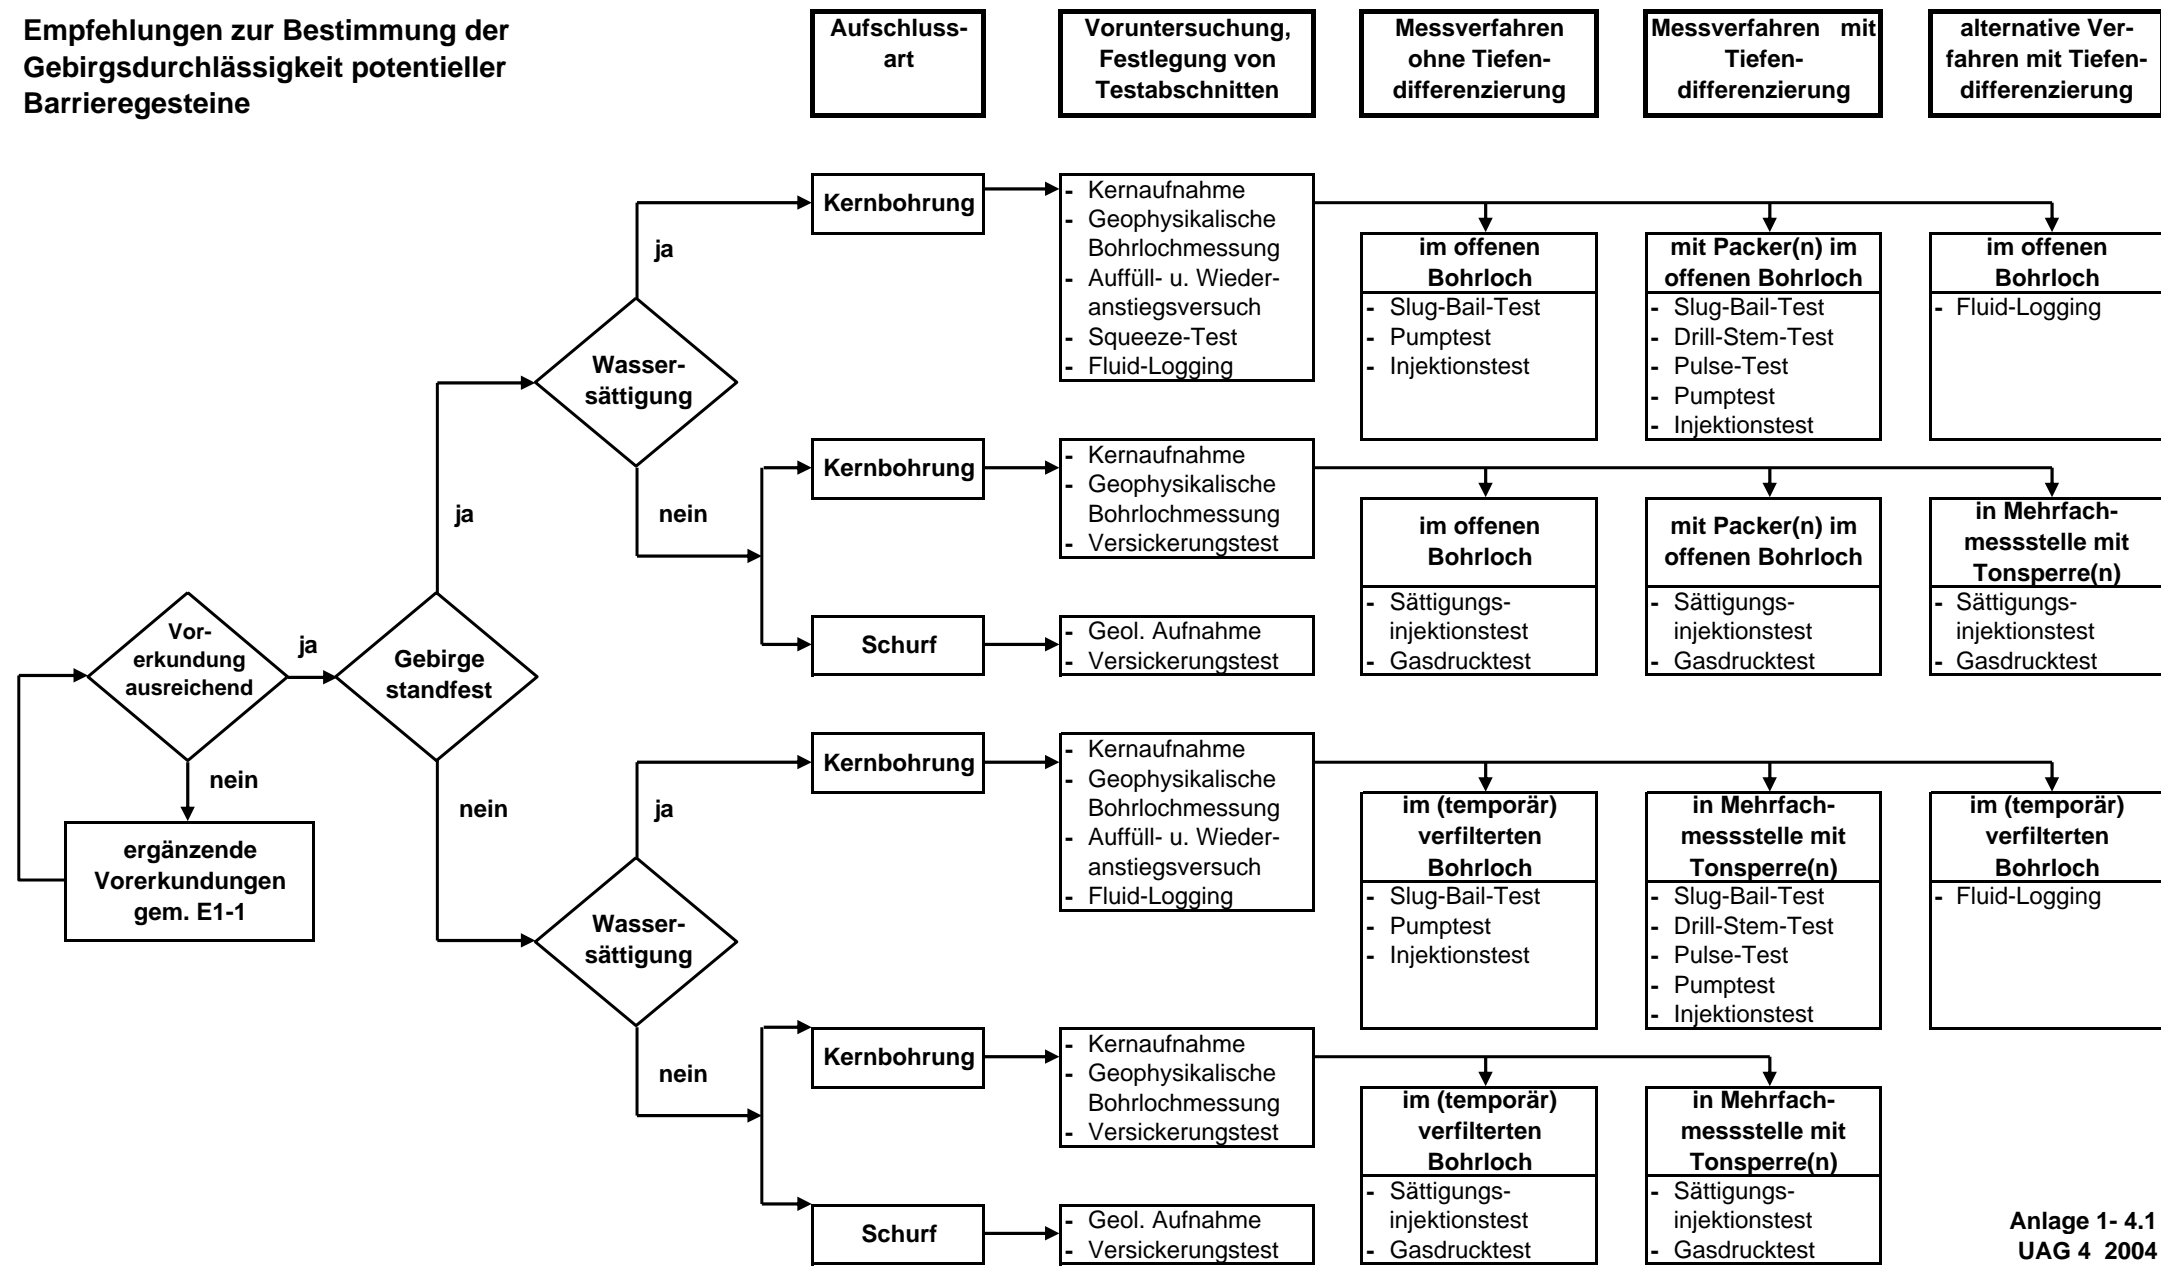 Empfehlungen zur Bestimmung der
Gebirgsdurchlässigkeit potentieller
Barrieregesteine
Aufschluss-
art
Voruntersuchung,
Festlegung von
Testabschnitten
Messverfahren
ohne Tiefen-
differenzierung
Messverfahren mit
Tiefen-
differenzierung
alternative Ver-
fahren mit Tiefen-
differenzierung
Vor-
erkundung
ausreichend
ja
nein
ergänzende
Vorerkundungen
gem. E1-1
Gebirge
standfest
ja
nein
Wasser-
sättigung
ja
nein
Kernbohrung
- Kernaufnahme
- Geophysikalische
Bohrlochmessung
- Auffüll- u. Wieder-
anstiegsversuch
- Squeeze-Test
- Fluid-Logging
im offenen
Bohrloch
- Slug-Bail-Test
- Pumptest
- Injektionstest
mit Packer(n) im
offenen Bohrloch
- Slug-Bail-Test
- Drill-Stem-Test
- Pulse-Test
- Pumptest
- Injektionstest
im offenen
Bohrloch
- Fluid-Logging
Kernbohrung
- Kernaufnahme
- Geophysikalische
Bohrlochmessung
- Versickerungstest
im offenen
Bohrloch
- Sättigungs-
injektionstest
- Gasdrucktest
mit Packer(n) im
offenen Bohrloch
- Sättigungs-
injektionstest
- Gasdrucktest
in Mehrfach-
messstelle mit
Tonsperre(n)
- Sättigungs-
injektionstest
- Gasdrucktest
Schurf
- Geol. Aufnahme
- Versickerungstest
Wasser-
sättigung
ja
nein
Kernbohrung
- Kernaufnahme
- Geophysikalische
Bohrlochmessung
- Auffüll- u. Wieder-
anstiegsversuch
- Fluid-Logging
im (temporär)
verfilterten
Bohrloch
- Slug-Bail-Test
- Pumptest
- Injektionstest
in Mehrfach-
messstelle mit
Tonsperre(n)
- Slug-Bail-Test
- Drill-Stem-Test
- Pulse-Test
- Pumptest
- Injektionstest
im (temporär)
verfilterten
Bohrloch
- Fluid-Logging
Kernbohrung
- Kernaufnahme
- Geophysikalische
Bohrlochmessung
- Versickerungstest
im (temporär)
verfilterten
Bohrloch
- Sättigungs-
injektionstest
- Gasdrucktest
in Mehrfach-
messstelle mit
Tonsperre(n)
- Sättigungs-
injektionstest
- Gasdrucktest
Schurf
- Geol. Aufnahme
- Versickerungstest
Anlage 1- 4.1
UAG 4 2004